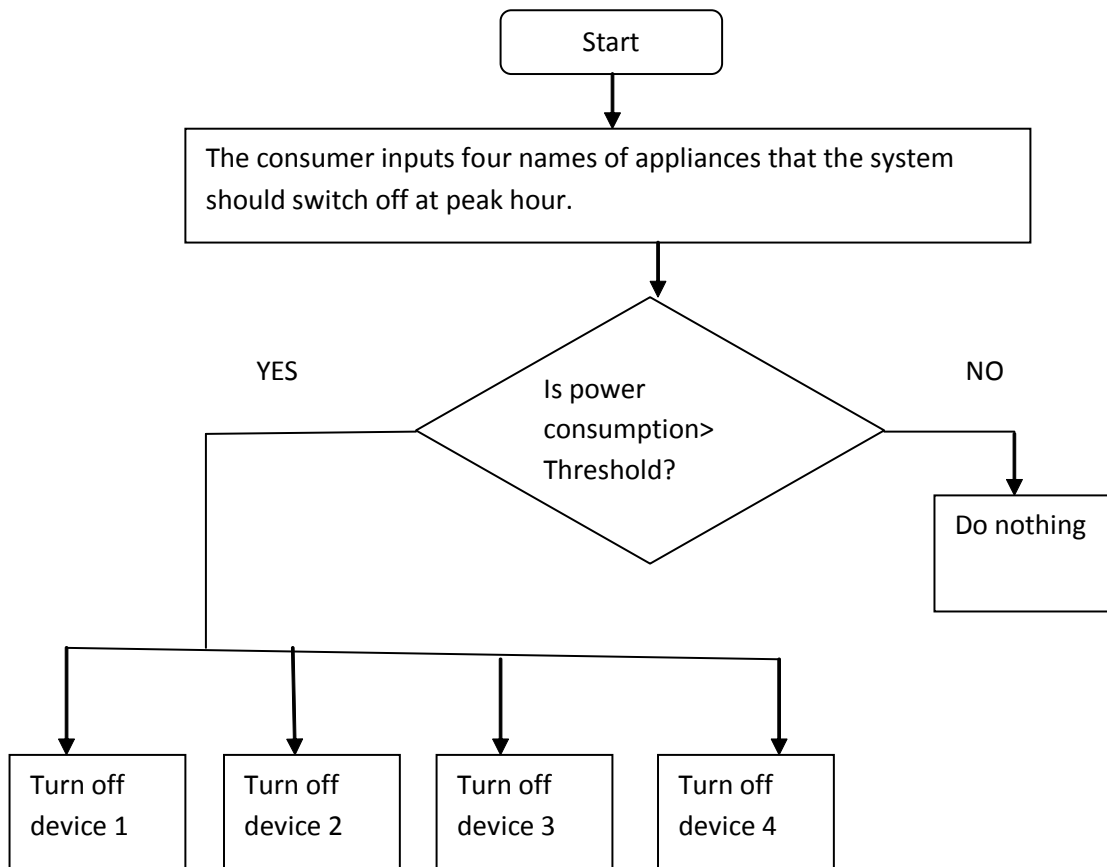 Start
The consumer inputs four names of appliances that the system
should switch off at peak hour.
YES
NO
Is power
consumption>
Threshold?
Do nothing
Turn off
device 1
Turn off
device 2
Turn off
device 3
Turn off
device 4